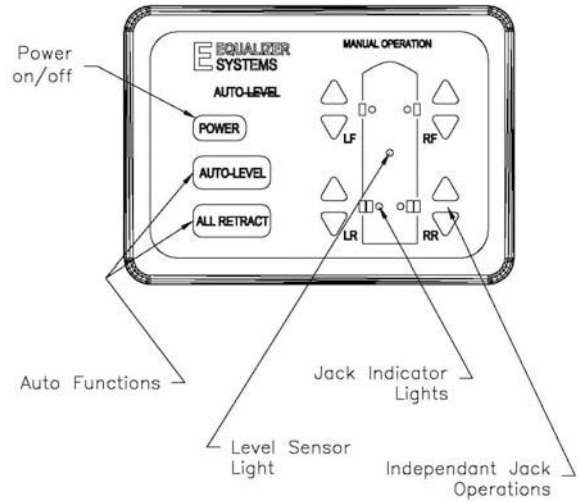 Power
on/off
EQUALIZER
SYSTEMS
AUTO-LEVEL
POWER
AUTO-LEVEL
ALL RETRACT
MANUAL OPERATION
LF
RF
LR
RR
Auto Functions
Jack Indicator
Lights
Level Sensor
Light
Independant Jack
Operations